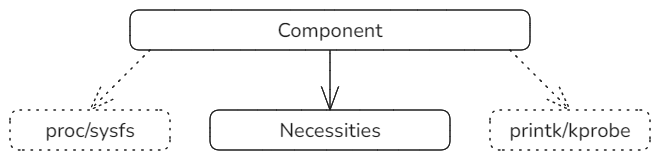 Component
proc/sysfs
Necessities
printk/kprobe